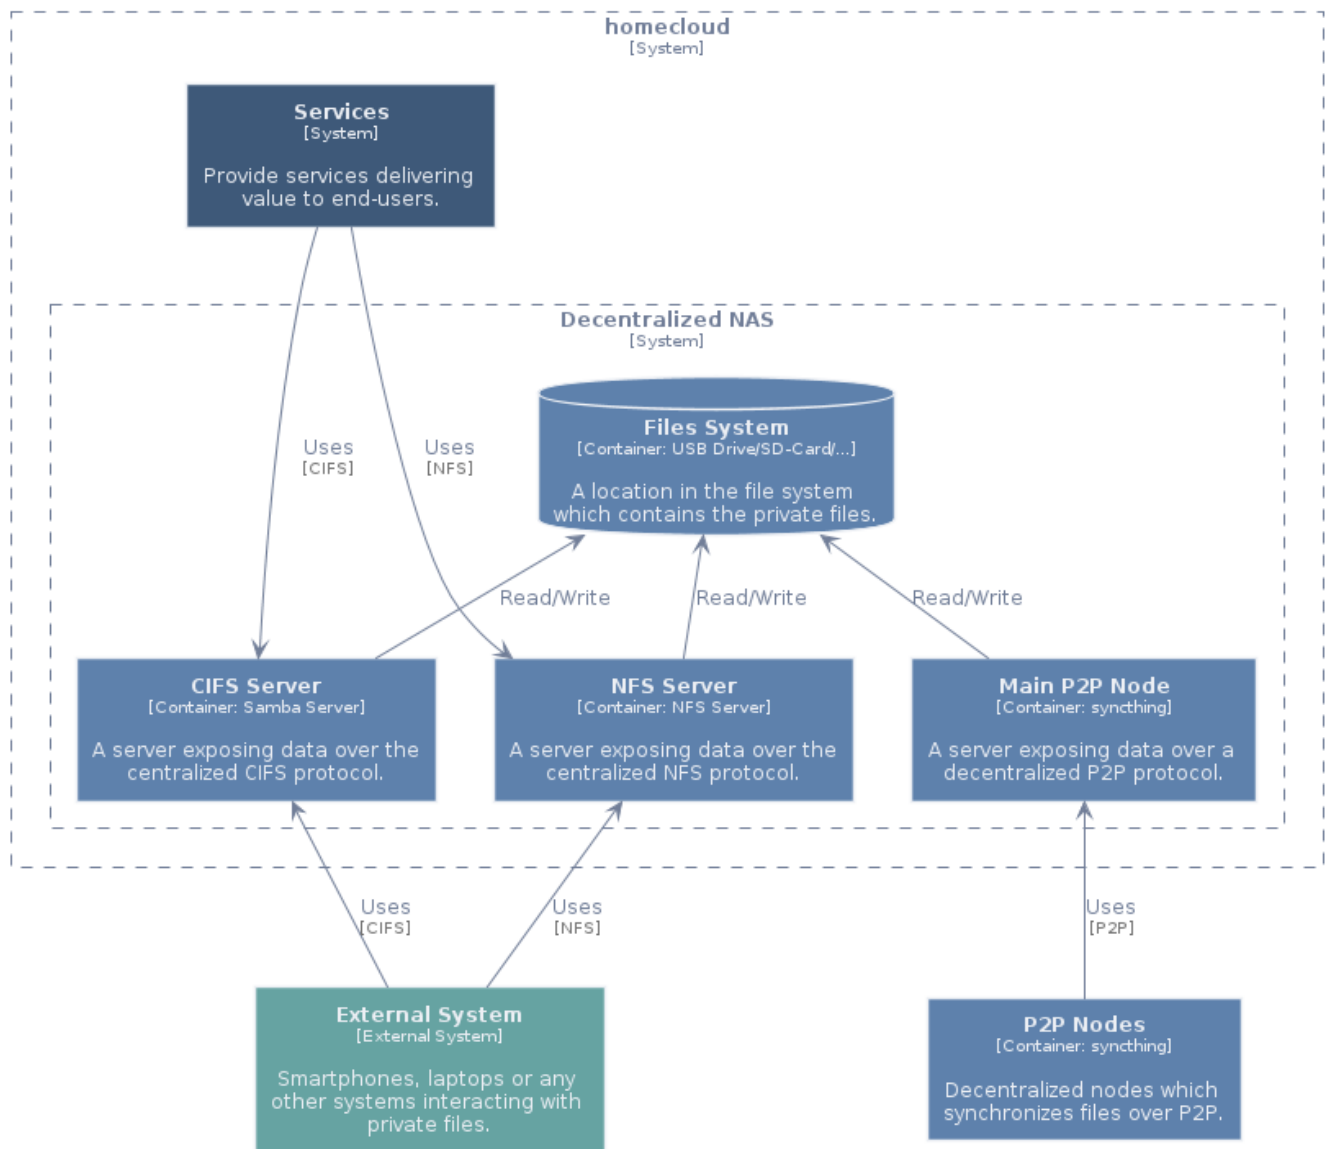 homecloud
[System]
Services
[System]
Provide services delivering
value to end-users.
Decentralized NAS
[System]
Files System
[Container: USB Drive/SD-Card/...]
A location in the file system
which contains the private files.
Uses
[CIFS]
Uses
[NFS]
Read/Write
Read/Write
Read/Write
CIFS Server
[Container: Samba Server]
A server exposing data over the
centralized CIFS protocol.
NFS Server
[Container: NFS Server]
A server exposing data over the
centralized NFS protocol.
Main P2P Node
[Container: syncthing]
A server exposing data over a
decentralized P2P protocol.
Uses
[CIFS]
Uses
[NFS]
Uses
[P2P]
External System
[External System]
Smartphones, laptops or any
other systems interacting with
private files.
P2P Nodes
[Container: syncthing]
Decentralized nodes which
synchronizes files over P2P.